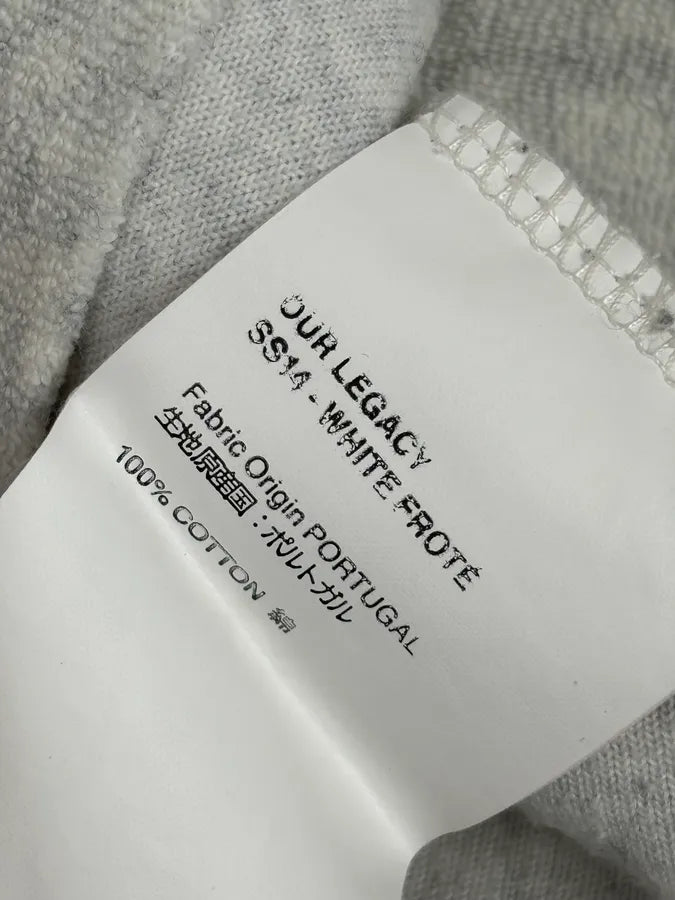 OUR LEGACY
SS14 - WHITE FROTÉ
Fabric Origin PORTUGAL
生地原産国:ポルトガル
100% COTTON 綿